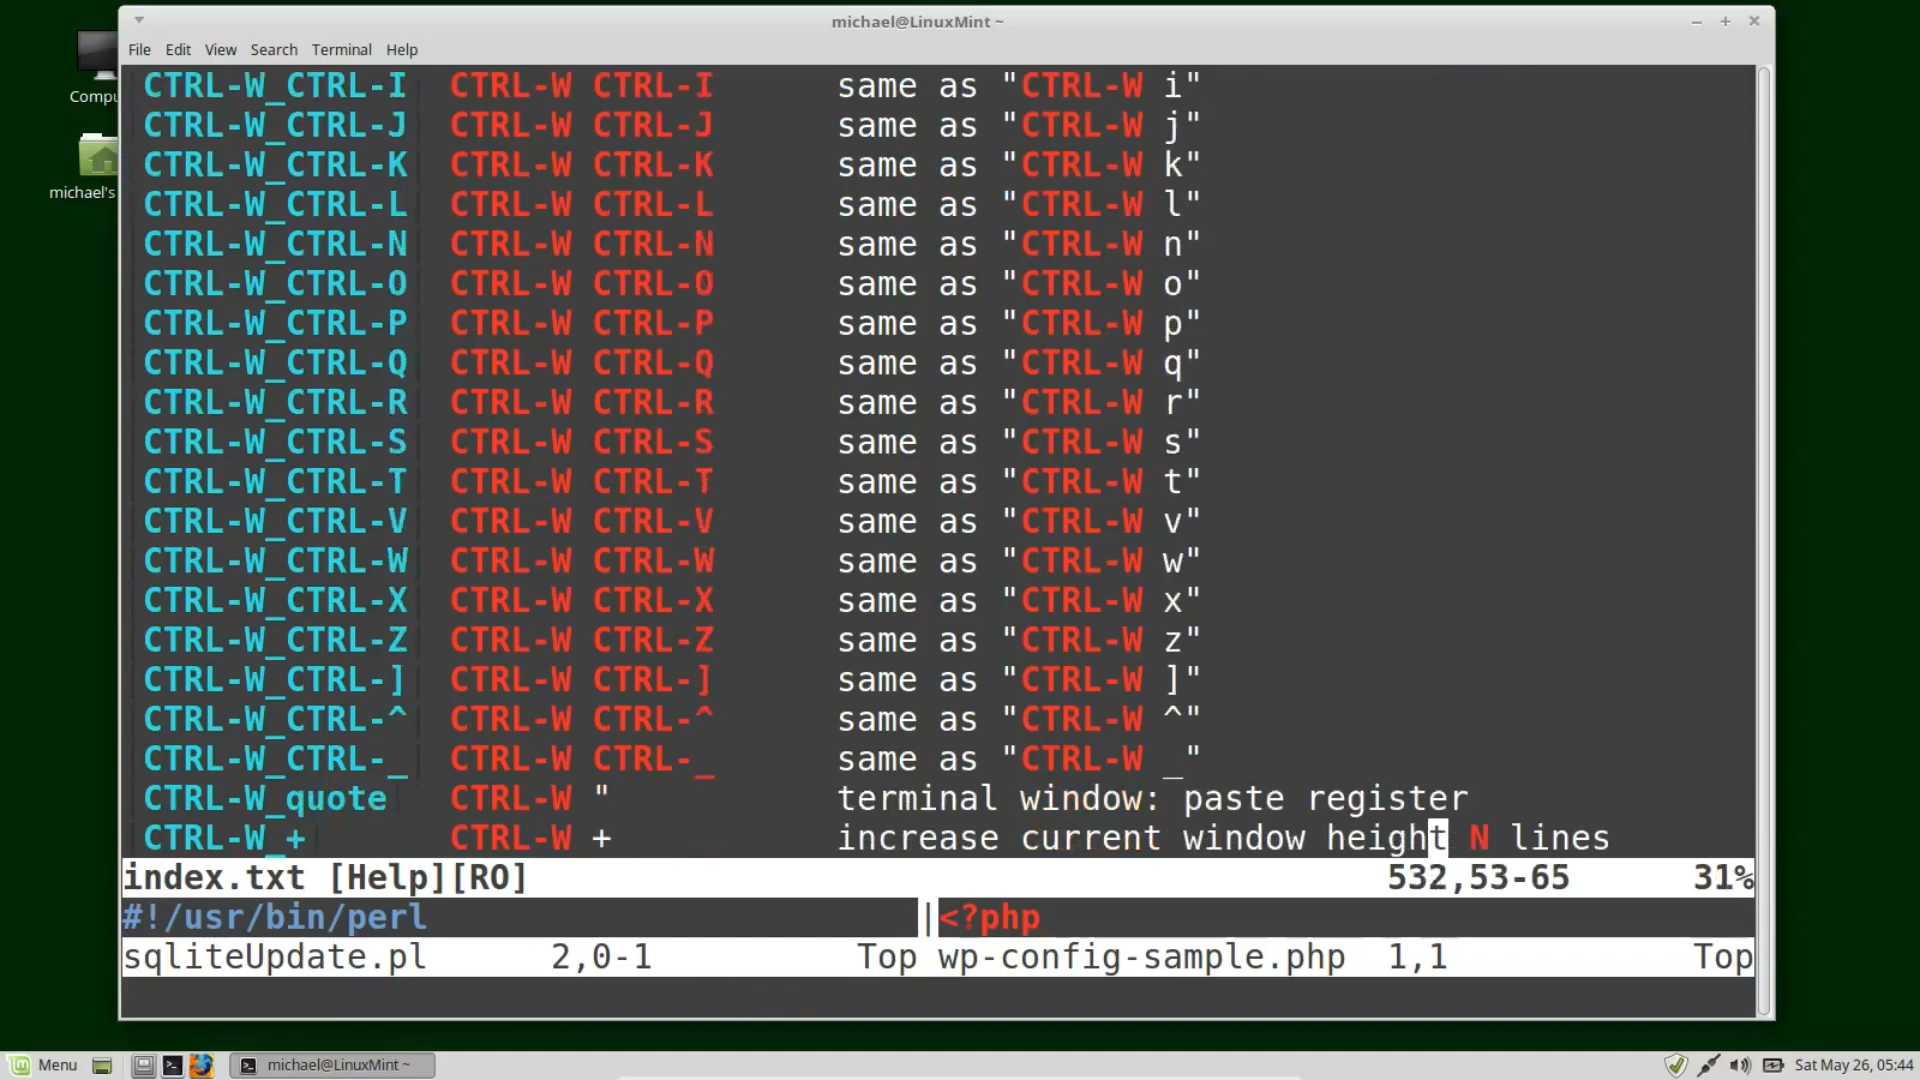 michael@LinuxMint ~
File Edit View Search Terminal Help
Compu
michael's
CTRL-W_CTRL-I CTRL-W CTRL-I same as "CTRL-W i"
CTRL-W_CTRL-J CTRL-W CTRL-J same as "CTRL-W j"
CTRL-W_CTRL-K CTRL-W CTRL-K same as "CTRL-W k"
CTRL-W_CTRL-L CTRL-W CTRL-L same as "CTRL-W l"
CTRL-W_CTRL-N CTRL-W CTRL-N same as "CTRL-W n"
CTRL-W_CTRL-O CTRL-W CTRL-O same as "CTRL-W o"
CTRL-W_CTRL-P CTRL-W CTRL-P same as "CTRL-W p"
CTRL-W_CTRL-Q CTRL-W CTRL-Q same as "CTRL-W q"
CTRL-W_CTRL-R CTRL-W CTRL-R same as "CTRL-W r"
CTRL-W_CTRL-S CTRL-W CTRL-S same as "CTRL-W s"
CTRL-W_CTRL-T CTRL-W CTRL-T same as "CTRL-W t"
CTRL-W_CTRL-V CTRL-W CTRL-V same as "CTRL-W v"
CTRL-W_CTRL-W CTRL-W CTRL-W same as "CTRL-W w"
CTRL-W_CTRL-X CTRL-W CTRL-X same as "CTRL-W x"
CTRL-W_CTRL-Z CTRL-W CTRL-Z same as "CTRL-W z"
CTRL-W_CTRL-] CTRL-W CTRL-] same as "CTRL-W ]"
CTRL-W_CTRL-^ CTRL-W CTRL-^ same as "CTRL-W ^"
CTRL-W_CTRL-_ CTRL-W CTRL-_ same as "CTRL-W _"
CTRL-W_quote CTRL-W " terminal window: paste register
CTRL-W_+ CTRL-W + increase current window height N lines
index.txt [Help][RO] 532,53-65 31%
#!/usr/bin/perl |<?php
sqliteUpdate.pl 2,0-1 Top wp-config-sample.php 1,1 Top
Menu michael@LinuxMint ~ Sat May 26, 05:44